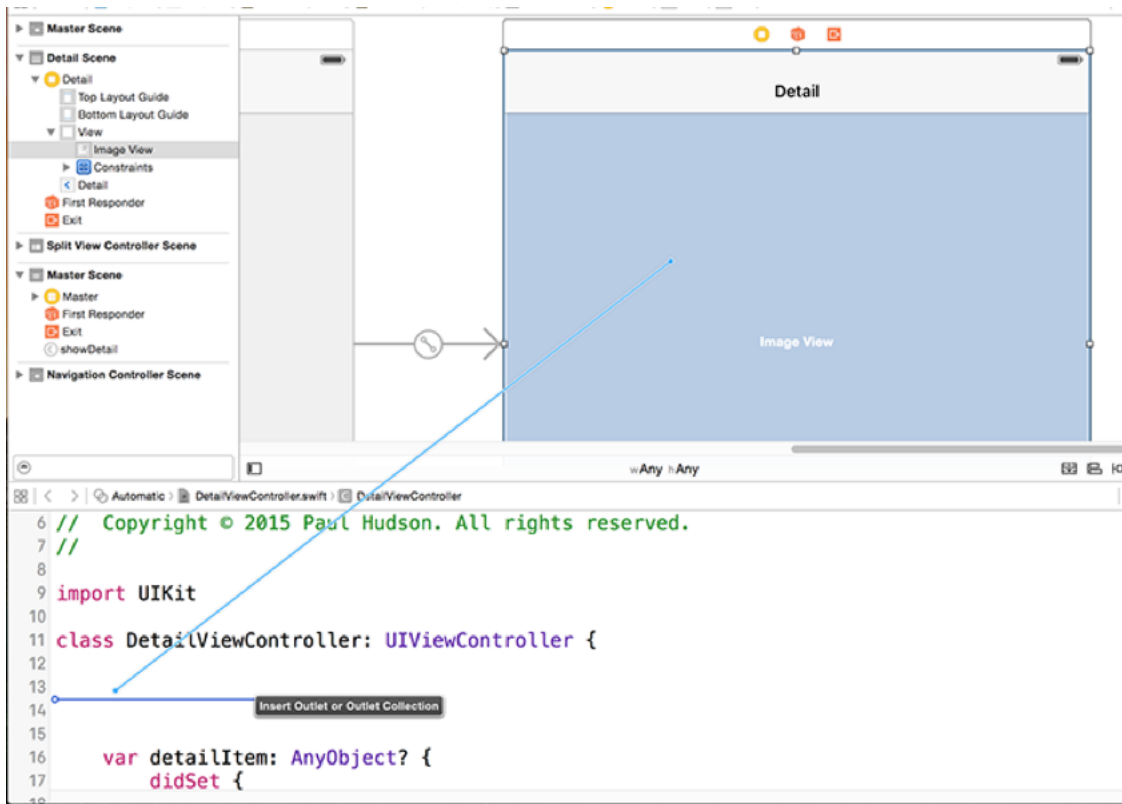 Master Scene
Detail Scene
Detail
Top Layout Guide
Bottom Layout Guide
View
Image View
Constraints
Detail
First Responder
Exit
Split View Controller Scene
Master Scene
Master
First Responder
Exit
showDetail
Navigation Controller Scene
Detail
Image View
wAny hAny
Automatic DetailViewController.swift DetailViewController
6 // Copyright © 2015 Paul Hudson. All rights reserved.
7 //
8
9 import UIKit
10
11 class DetailViewController: UIViewController {
12
13
14
Insert Outlet or Outlet Collection
15
16 var detailItem: AnyObject? {
17 didSet {
18